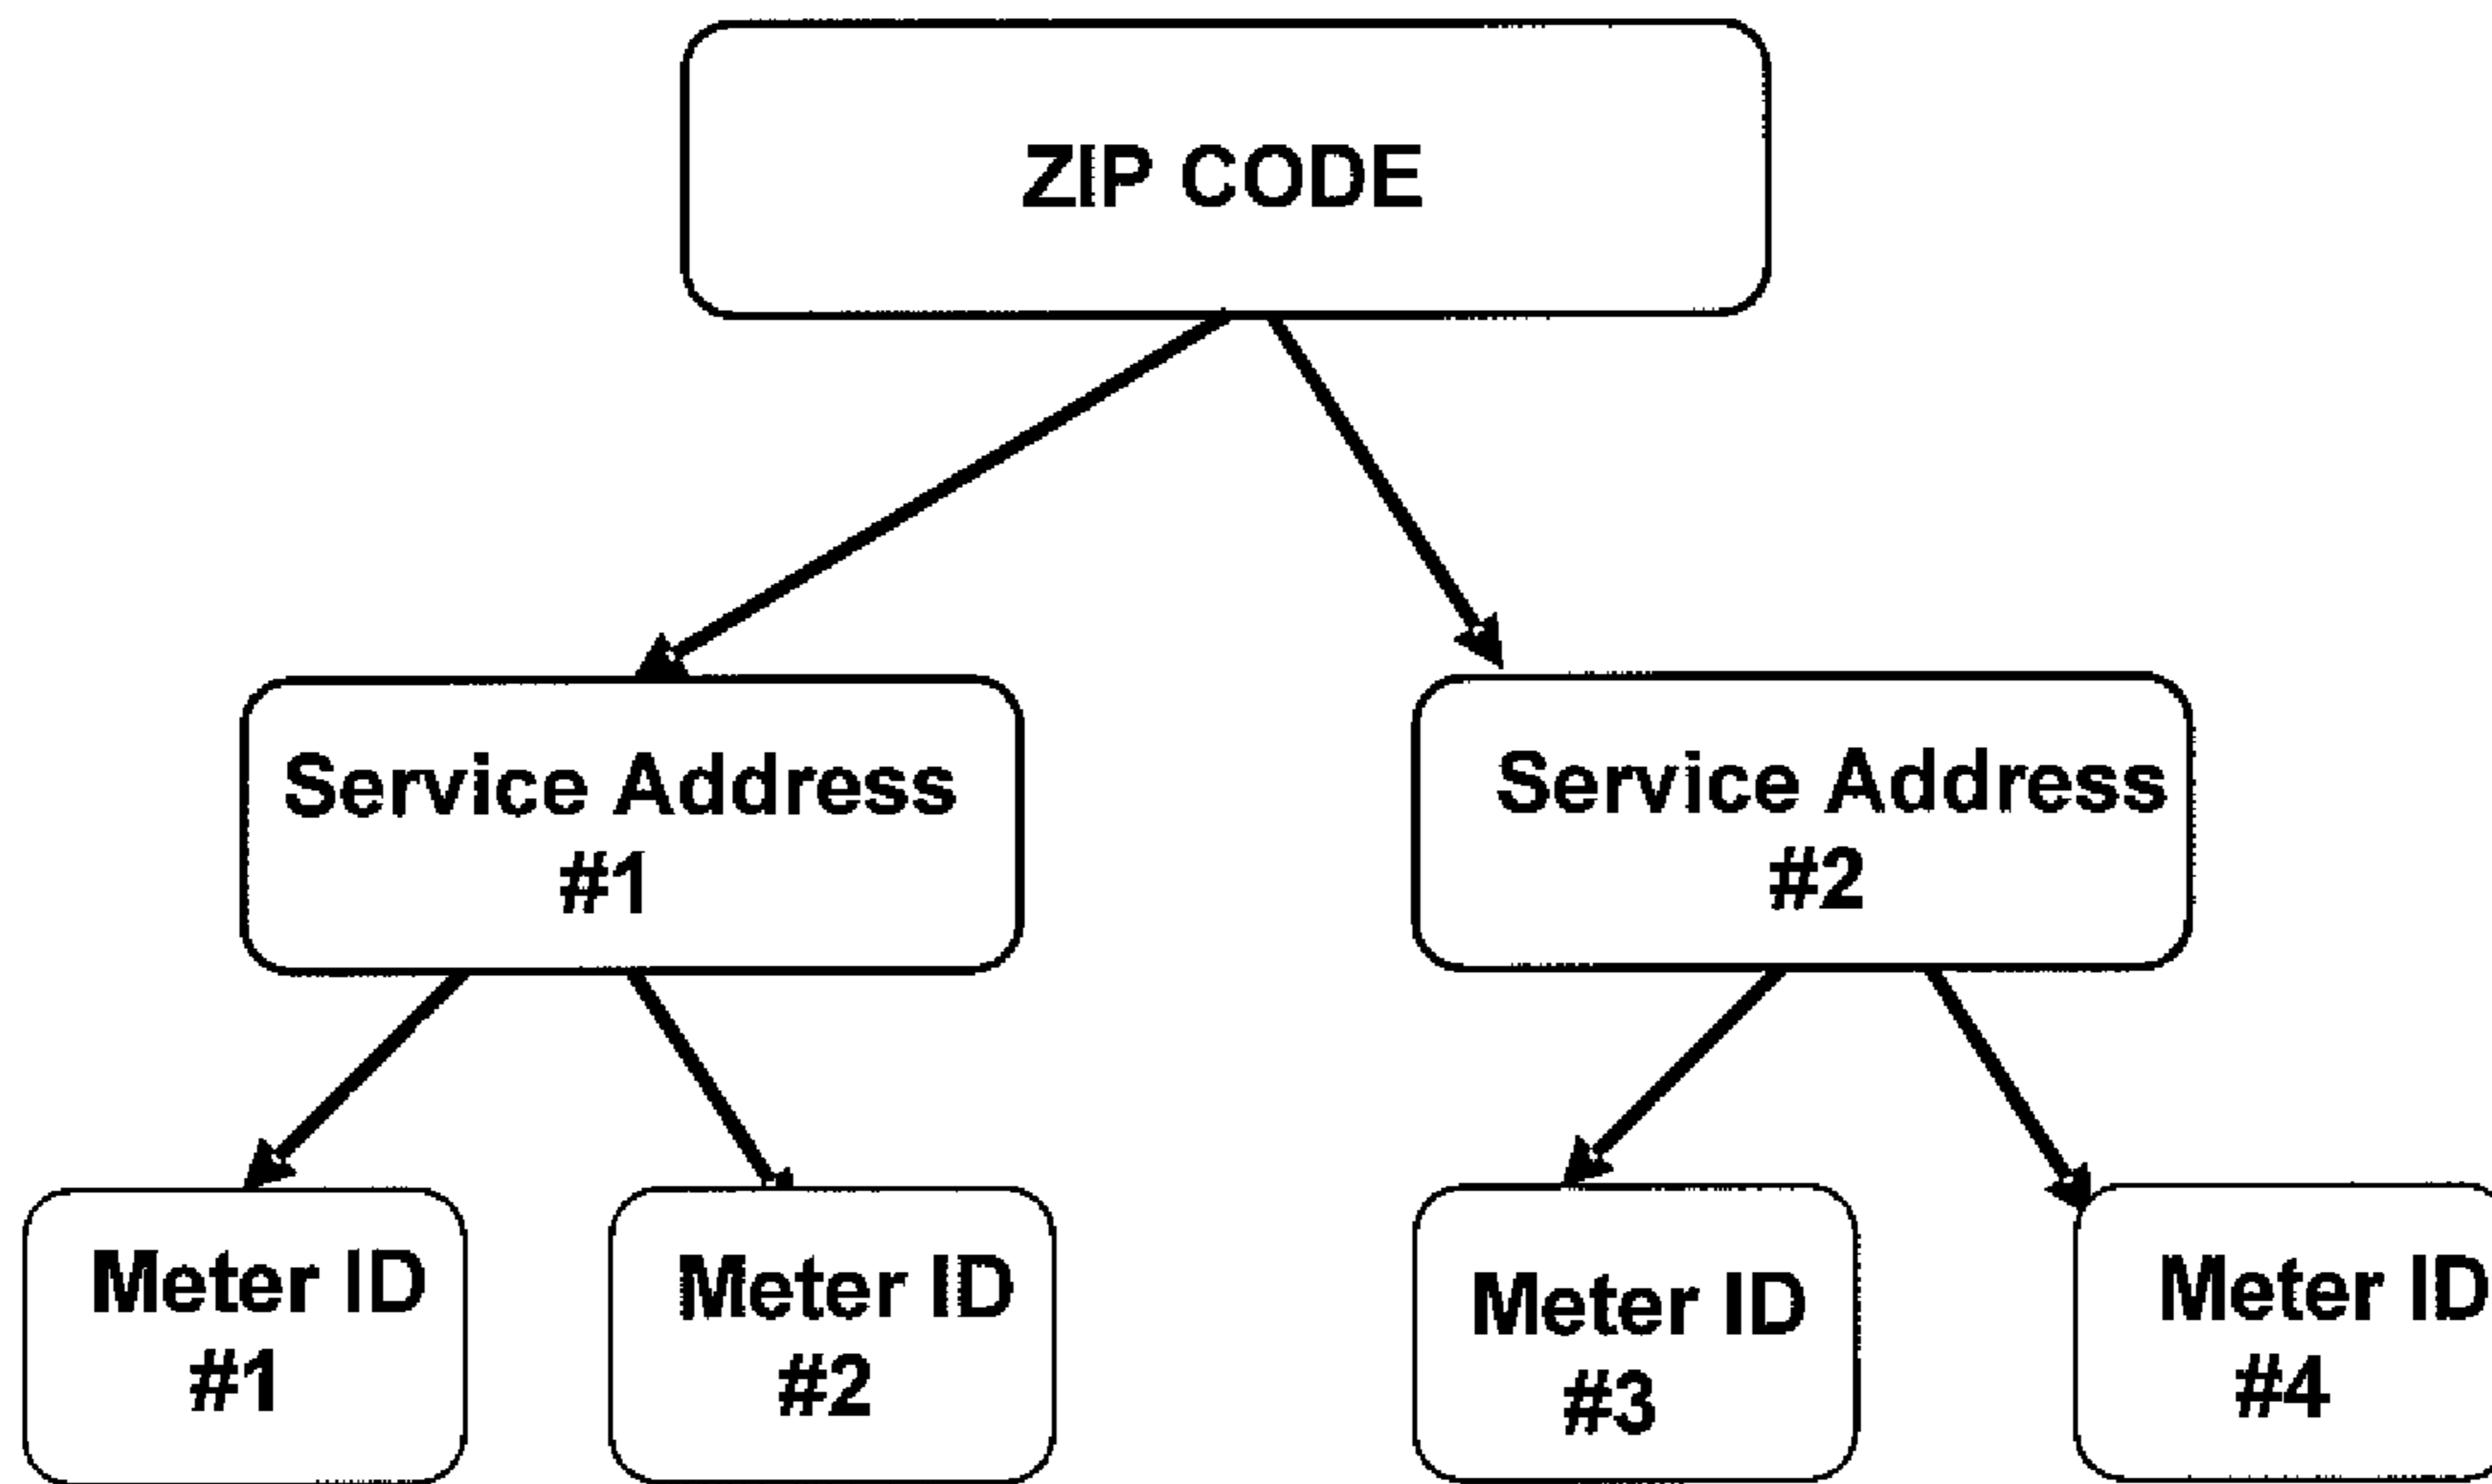 ZIP CODE
Service Address
#1
Service Address
#2
Meter ID
#1
Meter ID
#2
Meter ID
#3
Meter ID
#4